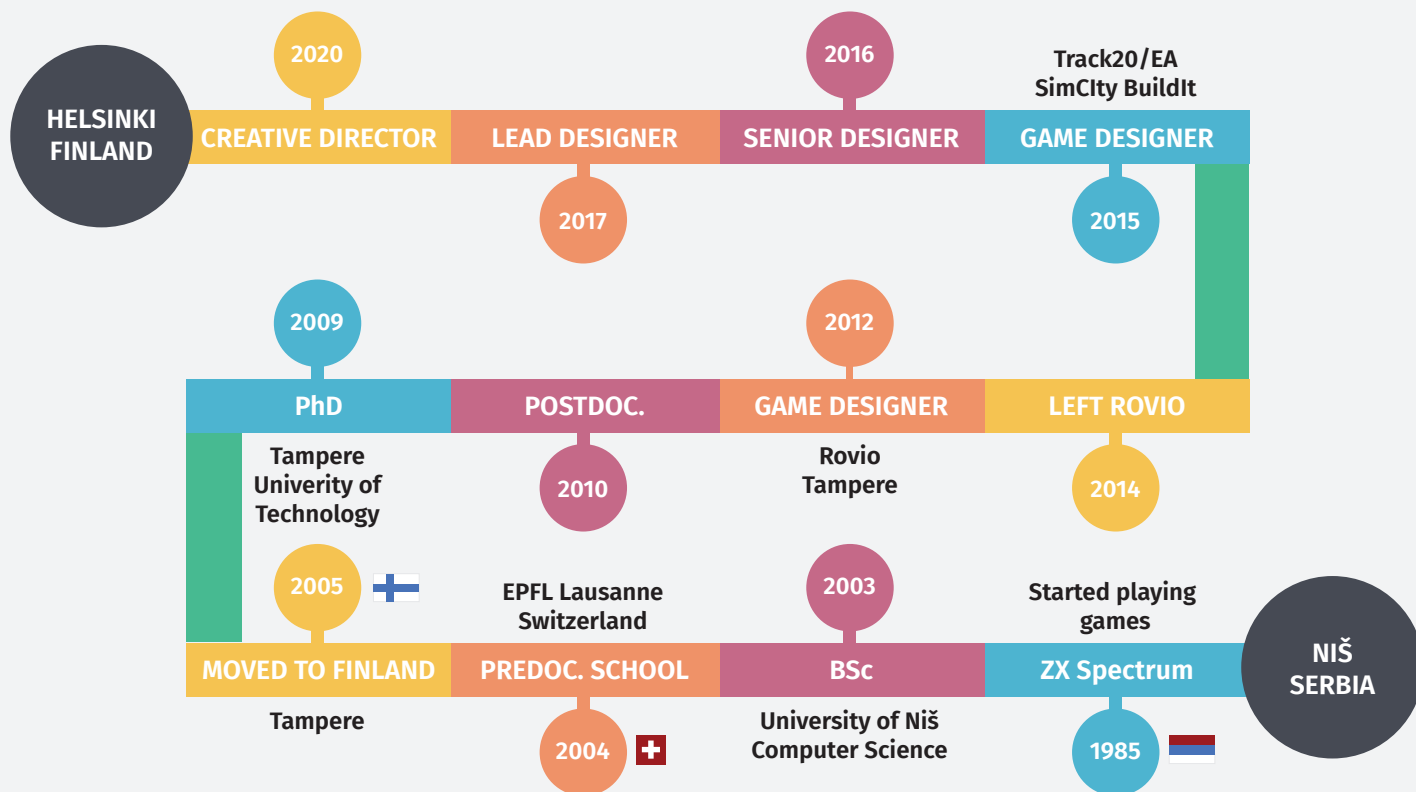 2020
2016
Track20/EA
SimCIty BuildIt
HELSINKI
FINLAND
CREATIVE DIRECTOR
LEAD DESIGNER
SENIOR DESIGNER
GAME DESIGNER
2017
2015
2009
2012
PhD
POSTDOC.
GAME DESIGNER
LEFT ROVIO
Tampere
Univerity of
Technology
2010
Rovio
Tampere
2014
2005
EPFL Lausanne
Switzerland
2003
Started playing
games
MOVED TO FINLAND
PREDOC. SCHOOL
BSc
ZX Spectrum
NIŠ
SERBIA
Tampere
2004
University of Niš
Computer Science
1985